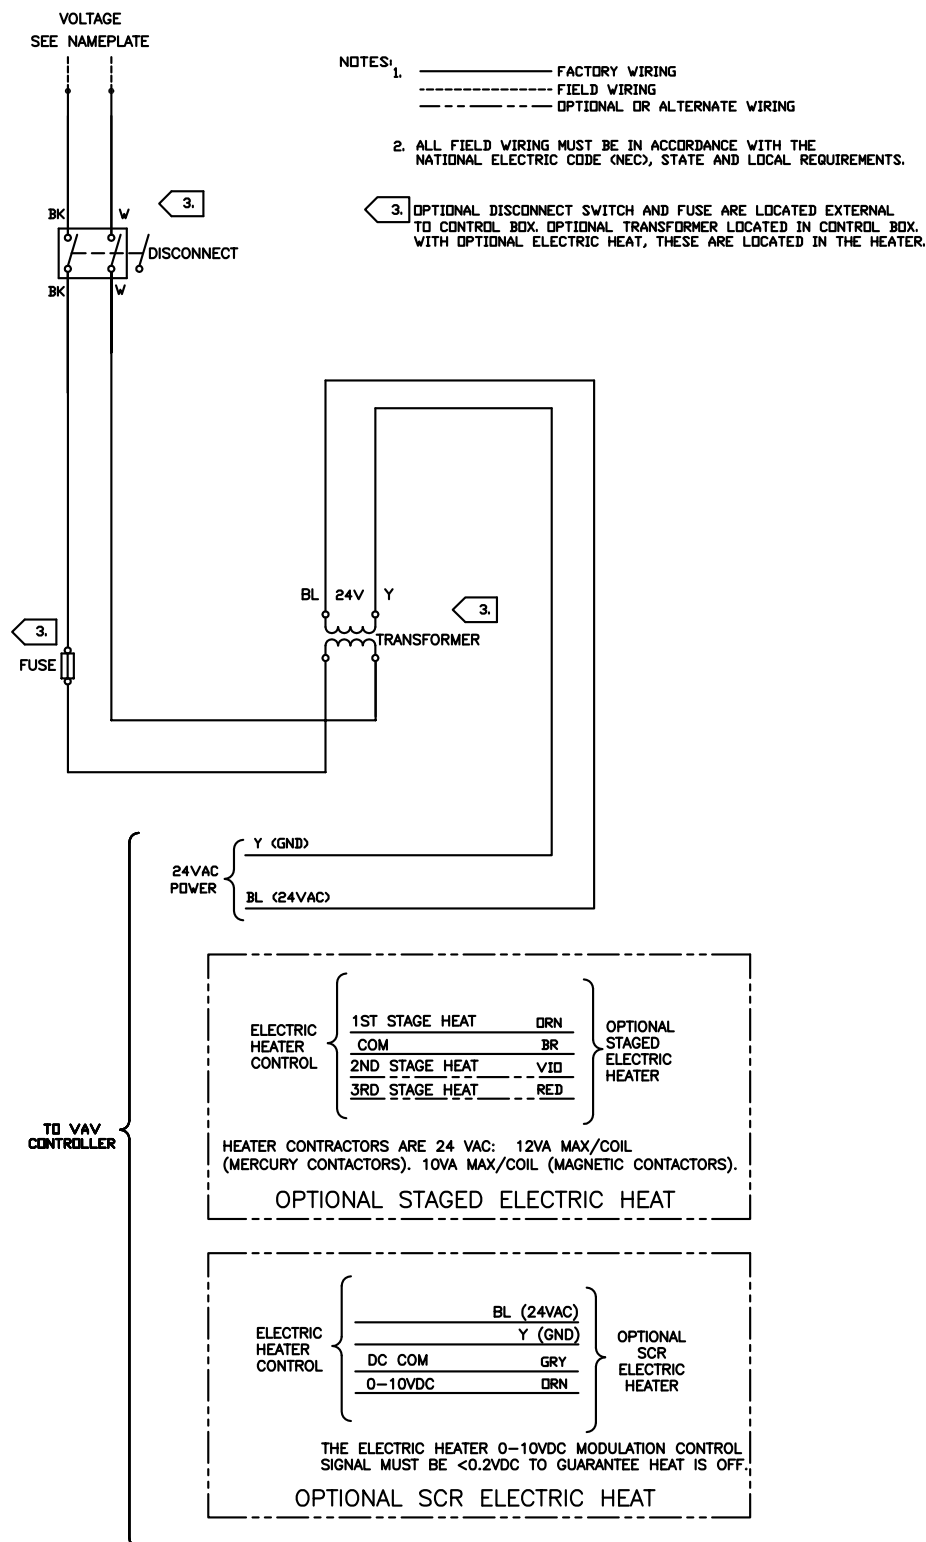 VOLTAGE
SEE NAMEPLATE
NOTES:
1. FACTORY WIRING
FIELD WIRING
OPTIONAL OR ALTERNATE WIRING
2. ALL FIELD WIRING MUST BE IN ACCORDANCE WITH THE
NATIONAL ELECTRIC CODE (NEC), STATE AND LOCAL REQUIREMENTS.
3. OPTIONAL DISCONNECT SWITCH AND FUSE ARE LOCATED EXTERNAL
TO CONTROL BOX. OPTIONAL TRANSFORMER LOCATED IN CONTROL BOX.
WITH OPTIONAL ELECTRIC HEAT, THESE ARE LOCATED IN THE HEATER.
3.
BK W
DISCONNECT
BK W
BL 24V Y
3.
TRANSFORMER
3.
FUSE
Y (GND)
24VAC
POWER
BL (24VAC)
TO VAV
CONTROLLER
ELECTRIC
HEATER
CONTROL
1ST STAGE HEAT ORN
COM BR
2ND STAGE HEAT VIO
3RD STAGE HEAT RED
OPTIONAL
STAGED
ELECTRIC
HEATER
HEATER CONTRACTORS ARE 24 VAC: 12VA MAX/COIL
(MERCURY CONTACTORS). 10VA MAX/COIL (MAGNETIC CONTACTORS).
OPTIONAL STAGED ELECTRIC HEAT
ELECTRIC
HEATER
CONTROL
BL (24VAC)
Y (GND)
DC COM GRY
0-10VDC ORN
OPTIONAL
SCR
ELECTRIC
HEATER
THE ELECTRIC HEATER 0-10VDC MODULATION CONTROL
SIGNAL MUST BE <0.2VDC TO GUARANTEE HEAT IS OFF.
OPTIONAL SCR ELECTRIC HEAT